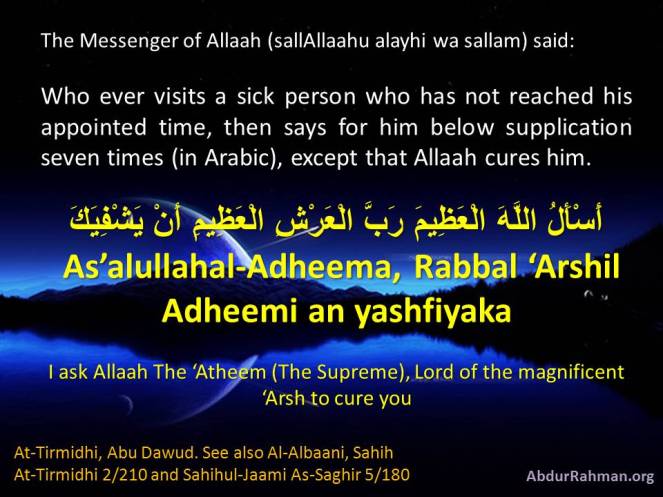 The Messenger of Allaah (sallAllaahu alayhi wa sallam) said:
Who ever visits a sick person who has not reached his
appointed time, then says for him below supplication
seven times (in Arabic), except that Allaah cures him.
أَسْأَلُ اللَّهَ الْعَظِيمَ رَبَّ الْعَرْشِ الْعَظِيمِ أَنْ يَشْفِيَكَ
As’alullahal-Adheema, Rabbal ‘Arshil
Adheemi an yashfiyaka
I ask Allaah The ‘Atheem (The Supreme), Lord of the magnificent
‘Arsh to cure you
At-Tirmidhi, Abu Dawud. See also Al-Albaani, Sahih
At-Tirmidhi 2/210 and Sahihul-Jaami As-Saghir 5/180
AbdurRahman.org